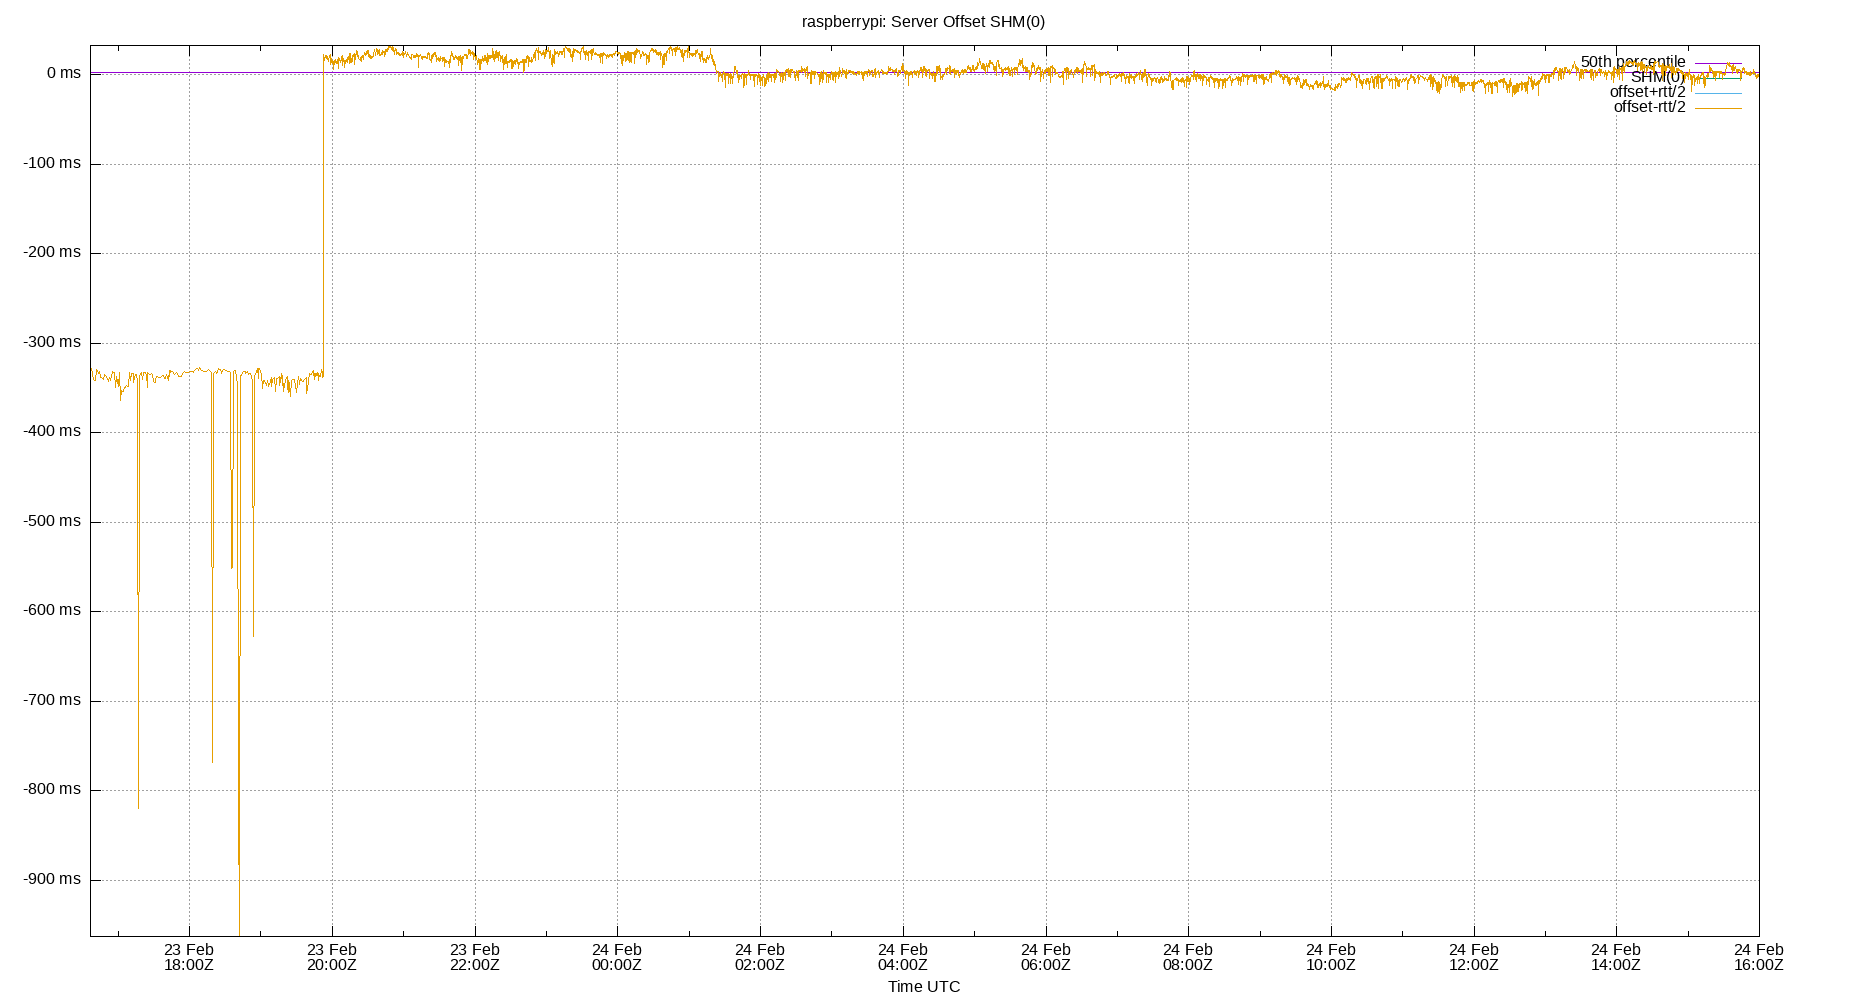 raspberrypi: Server Offset SHM(0)
0 ms
-100 ms
-200 ms
-300 ms
-400 ms
-500 ms
-600 ms
-700 ms
-800 ms
-900 ms
50th percentile
SHM(0)
offset+rtt/2
offset-rtt/2
23 Feb 23 Feb 23 Feb 24 Feb 24 Feb 24 Feb 24 Feb 24 Feb 24 Feb 24 Feb 24 Feb 24 Feb
18:00Z 20:00Z 22:00Z 00:00Z 02:00Z 04:00Z 06:00Z 08:00Z 10:00Z 12:00Z 14:00Z 16:00Z
Time UTC